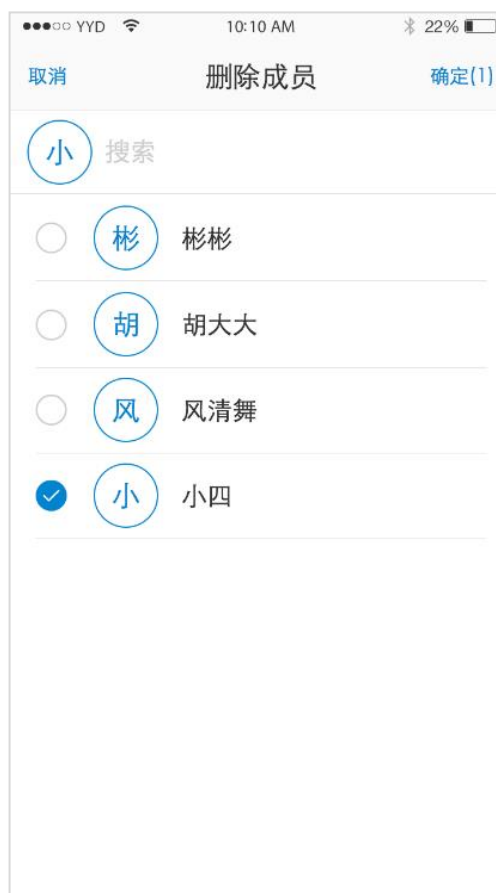 YYD 10:10 AM 22%
取消 删除成员 确定(1)
小 搜索
彬 彬彬
胡 胡大大
风 风清舞
小 小四